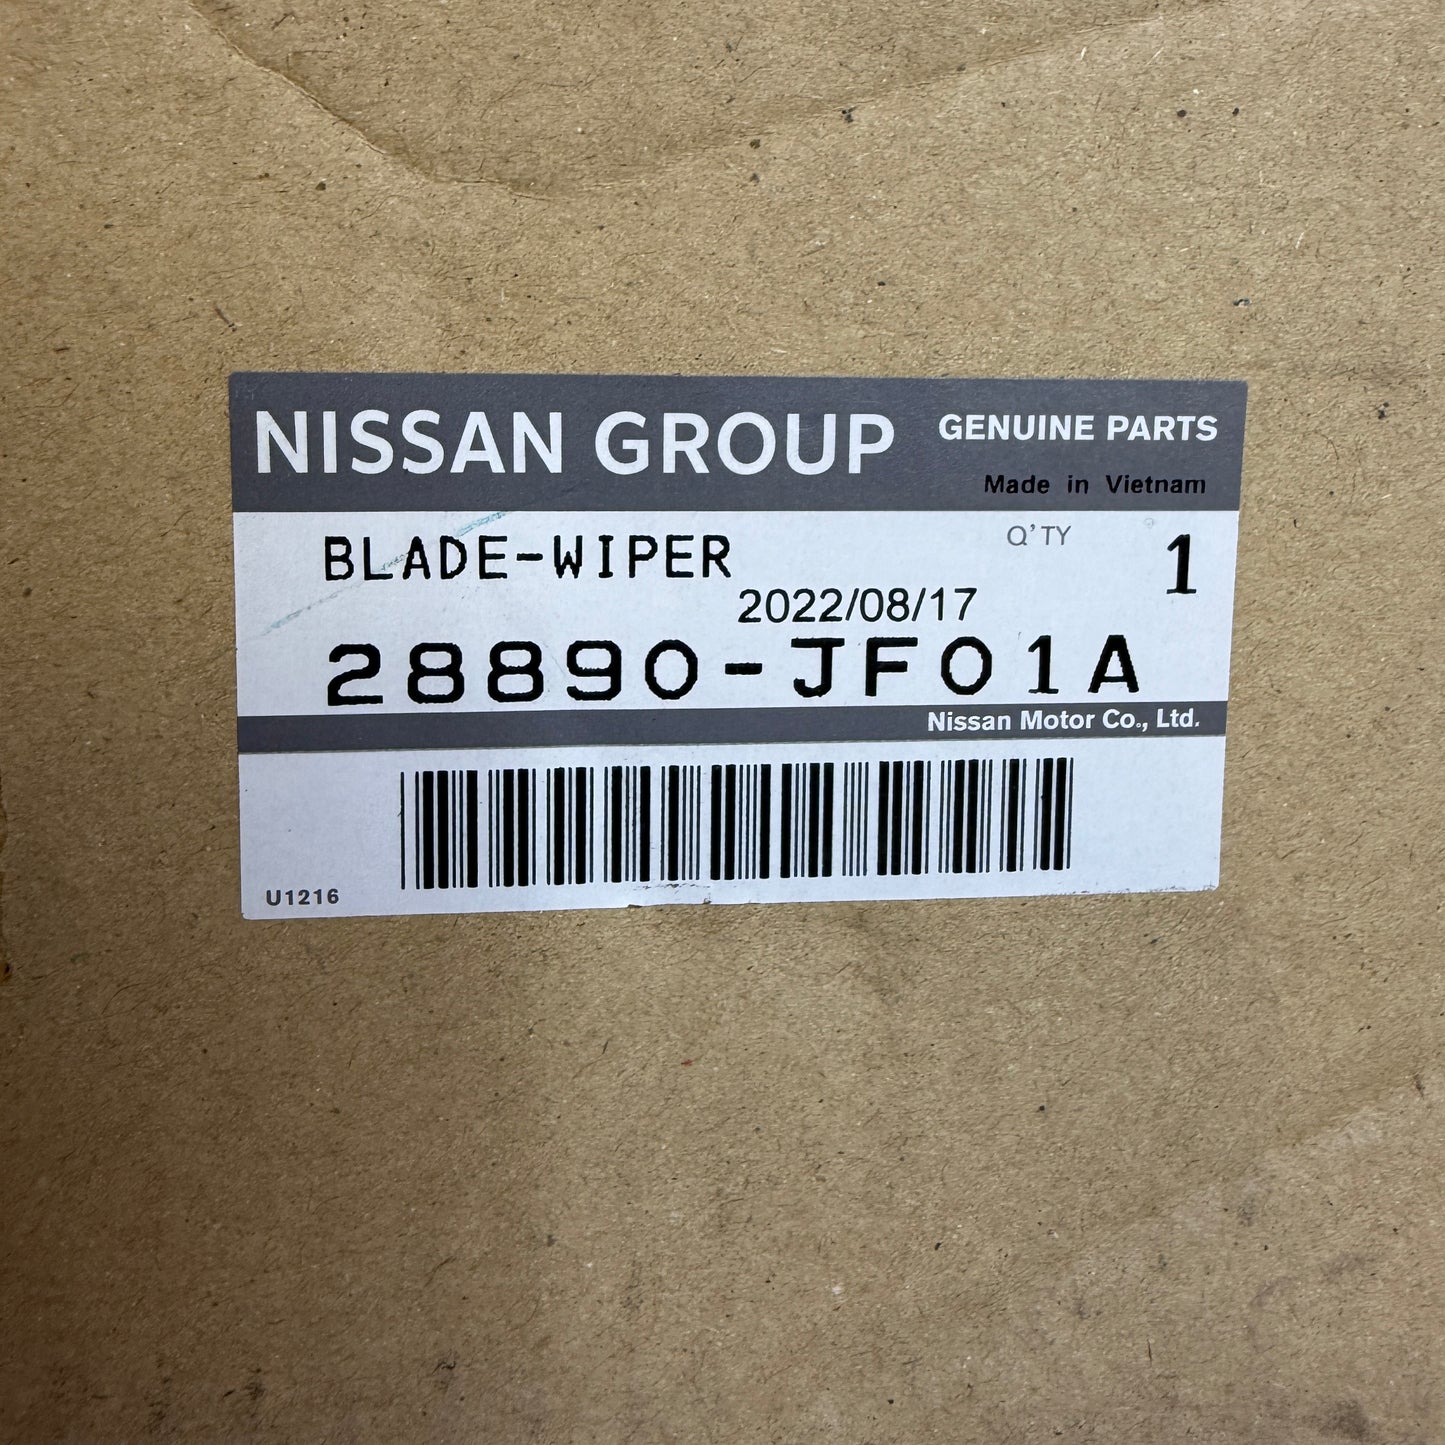 NISSAN GROUP GENUINE PARTS
Made in Vietnam
BLADE-WIPER Q'TY 1
2022/08/17
28890-JF01A
Nissan Motor Co., Ltd.
U1216